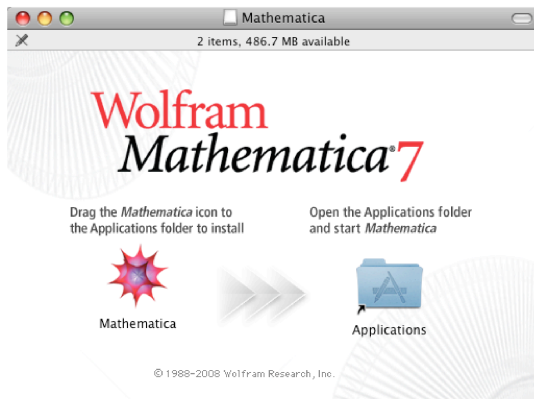 Mathematica
2 items, 486.7 MB available
Wolfram
Mathematica® 7
Drag the Mathematica icon to
the Applications folder to install
Open the Applications folder
and start Mathematica
Mathematica
Applications
© 1988-2008 Wolfram Research, Inc.